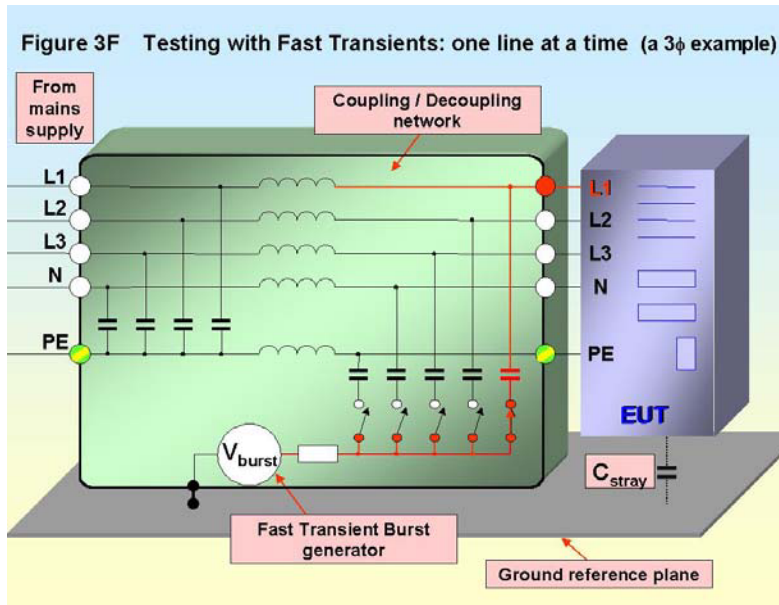 Figure 3F Testing with Fast Transients: one line at a time (a 3ϕ example)
From
mains
supply
Coupling / Decoupling
network
L1
L2
L3
N
PE
L1
L2
L3
N
PE
EUT
Vburst
Cstray
Fast Transient Burst
generator
Ground reference plane